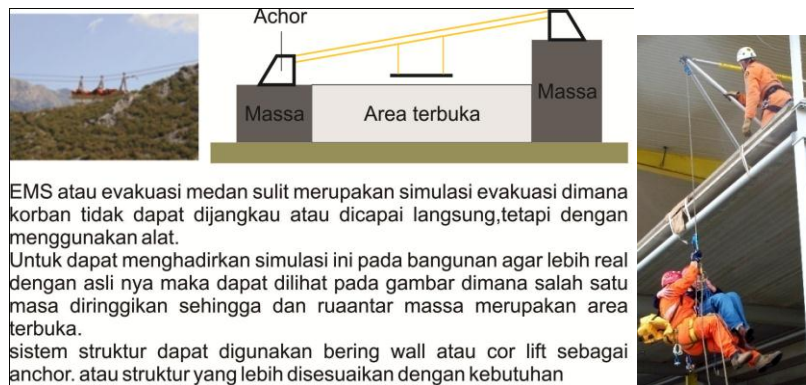 Achor
Massa
Area terbuka
Massa
EMS atau evakuasi medan sulit merupakan simulasi evakuasi dimana
korban tidak dapat dijangkau atau dicapai langsung,tetapi dengan
menggunakan alat.
Untuk dapat menghadirkan simulasi ini pada bangunan agar lebih real
dengan asli nya maka dapat dilihat pada gambar dimana salah satu
masa diringgikan sehingga dan ruaantar massa merupakan area
terbuka.
sistem struktur dapat digunakan bering wall atau cor lift sebagai
anchor. atau struktur yang lebih disesuaikan dengan kebutuhan